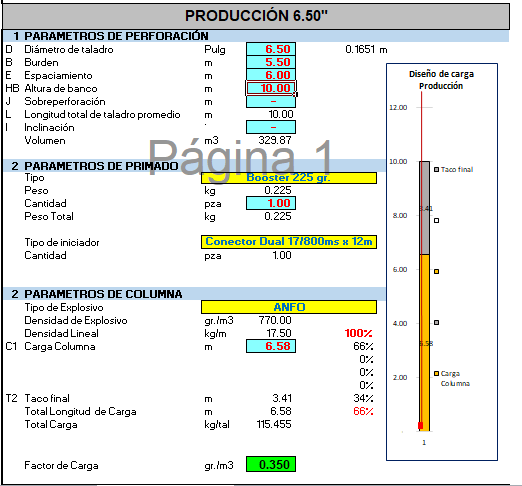 PRODUCCIÓN 6.50"
1 PARAMETROS DE PERFORACIÓN
D Diámetro de taladro Pulg 6.50 0.1651 m
B Burden m 5.50
E Espaciamiento m 6.00
HB Altura de banco m 10.00
J Sobreperforación m -
L Longitud total de taladro promedio m 10.00
I Inclinación ° -
Volumen m3 329.87
Página 1
2 PARAMETROS DE PRIMADO
Tipo Booster 225 gr.
Peso kg 0.225
Cantidad pza 1.00
Peso Total kg 0.225
Tipo de iniciador Conector Dual 17/800ms x 12m
Cantidad pza 1.00
2 PARAMETROS DE COLUMNA
Tipo de Explosivo ANFO
Densidad de Explosivo gr./m3 770.00
Densidad Lineal kg/m 17.50 100%
C1 Carga Columna m 6.58 66%
0%
0%
0%
T2 Taco final m 3.41 34%
Total Longitud de Carga m 6.58 66%
Total Carga kg/tal 115.455
Factor de Carga gr./m3 0.350
Diseño de carga
Producción
12.00
10.00
Taco final
3.41
8.00
6.00
4.00
6.58
2.00
Carga
Columna
-
1